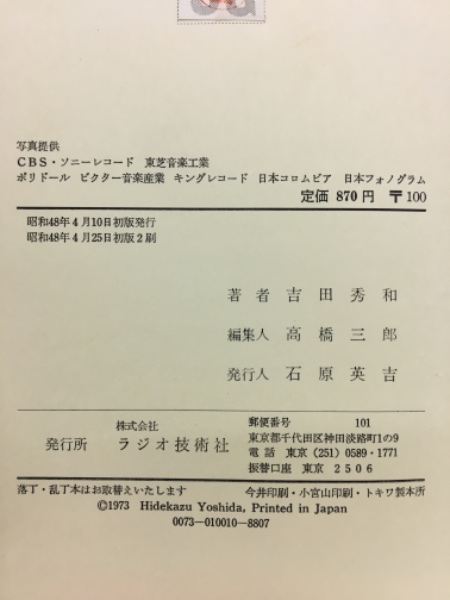 写真提供
CBS・ソニーレコード 東芝音楽工業
ポリドール ビクター音楽産業 キングレコード 日本コロムビア 日本フォノグラム
定価 870円 〒100
昭和48年4月10日初版発行
昭和48年4月25日初版2刷
著者 吉田秀和
編集人 高橋三郎
発行人 石原英吉
発行所 株式会社 ラジオ技術社
郵便番号 101
東京都千代田区神田淡路町1の9
電話 東京(251)0589・1771
振替口座 東京 2506
落丁・乱丁本はお取替えいたします 今井印刷・小宮山印刷・トキワ製本所
©1973 Hidekazu Yoshida, Printed in Japan
0073-010010-8807